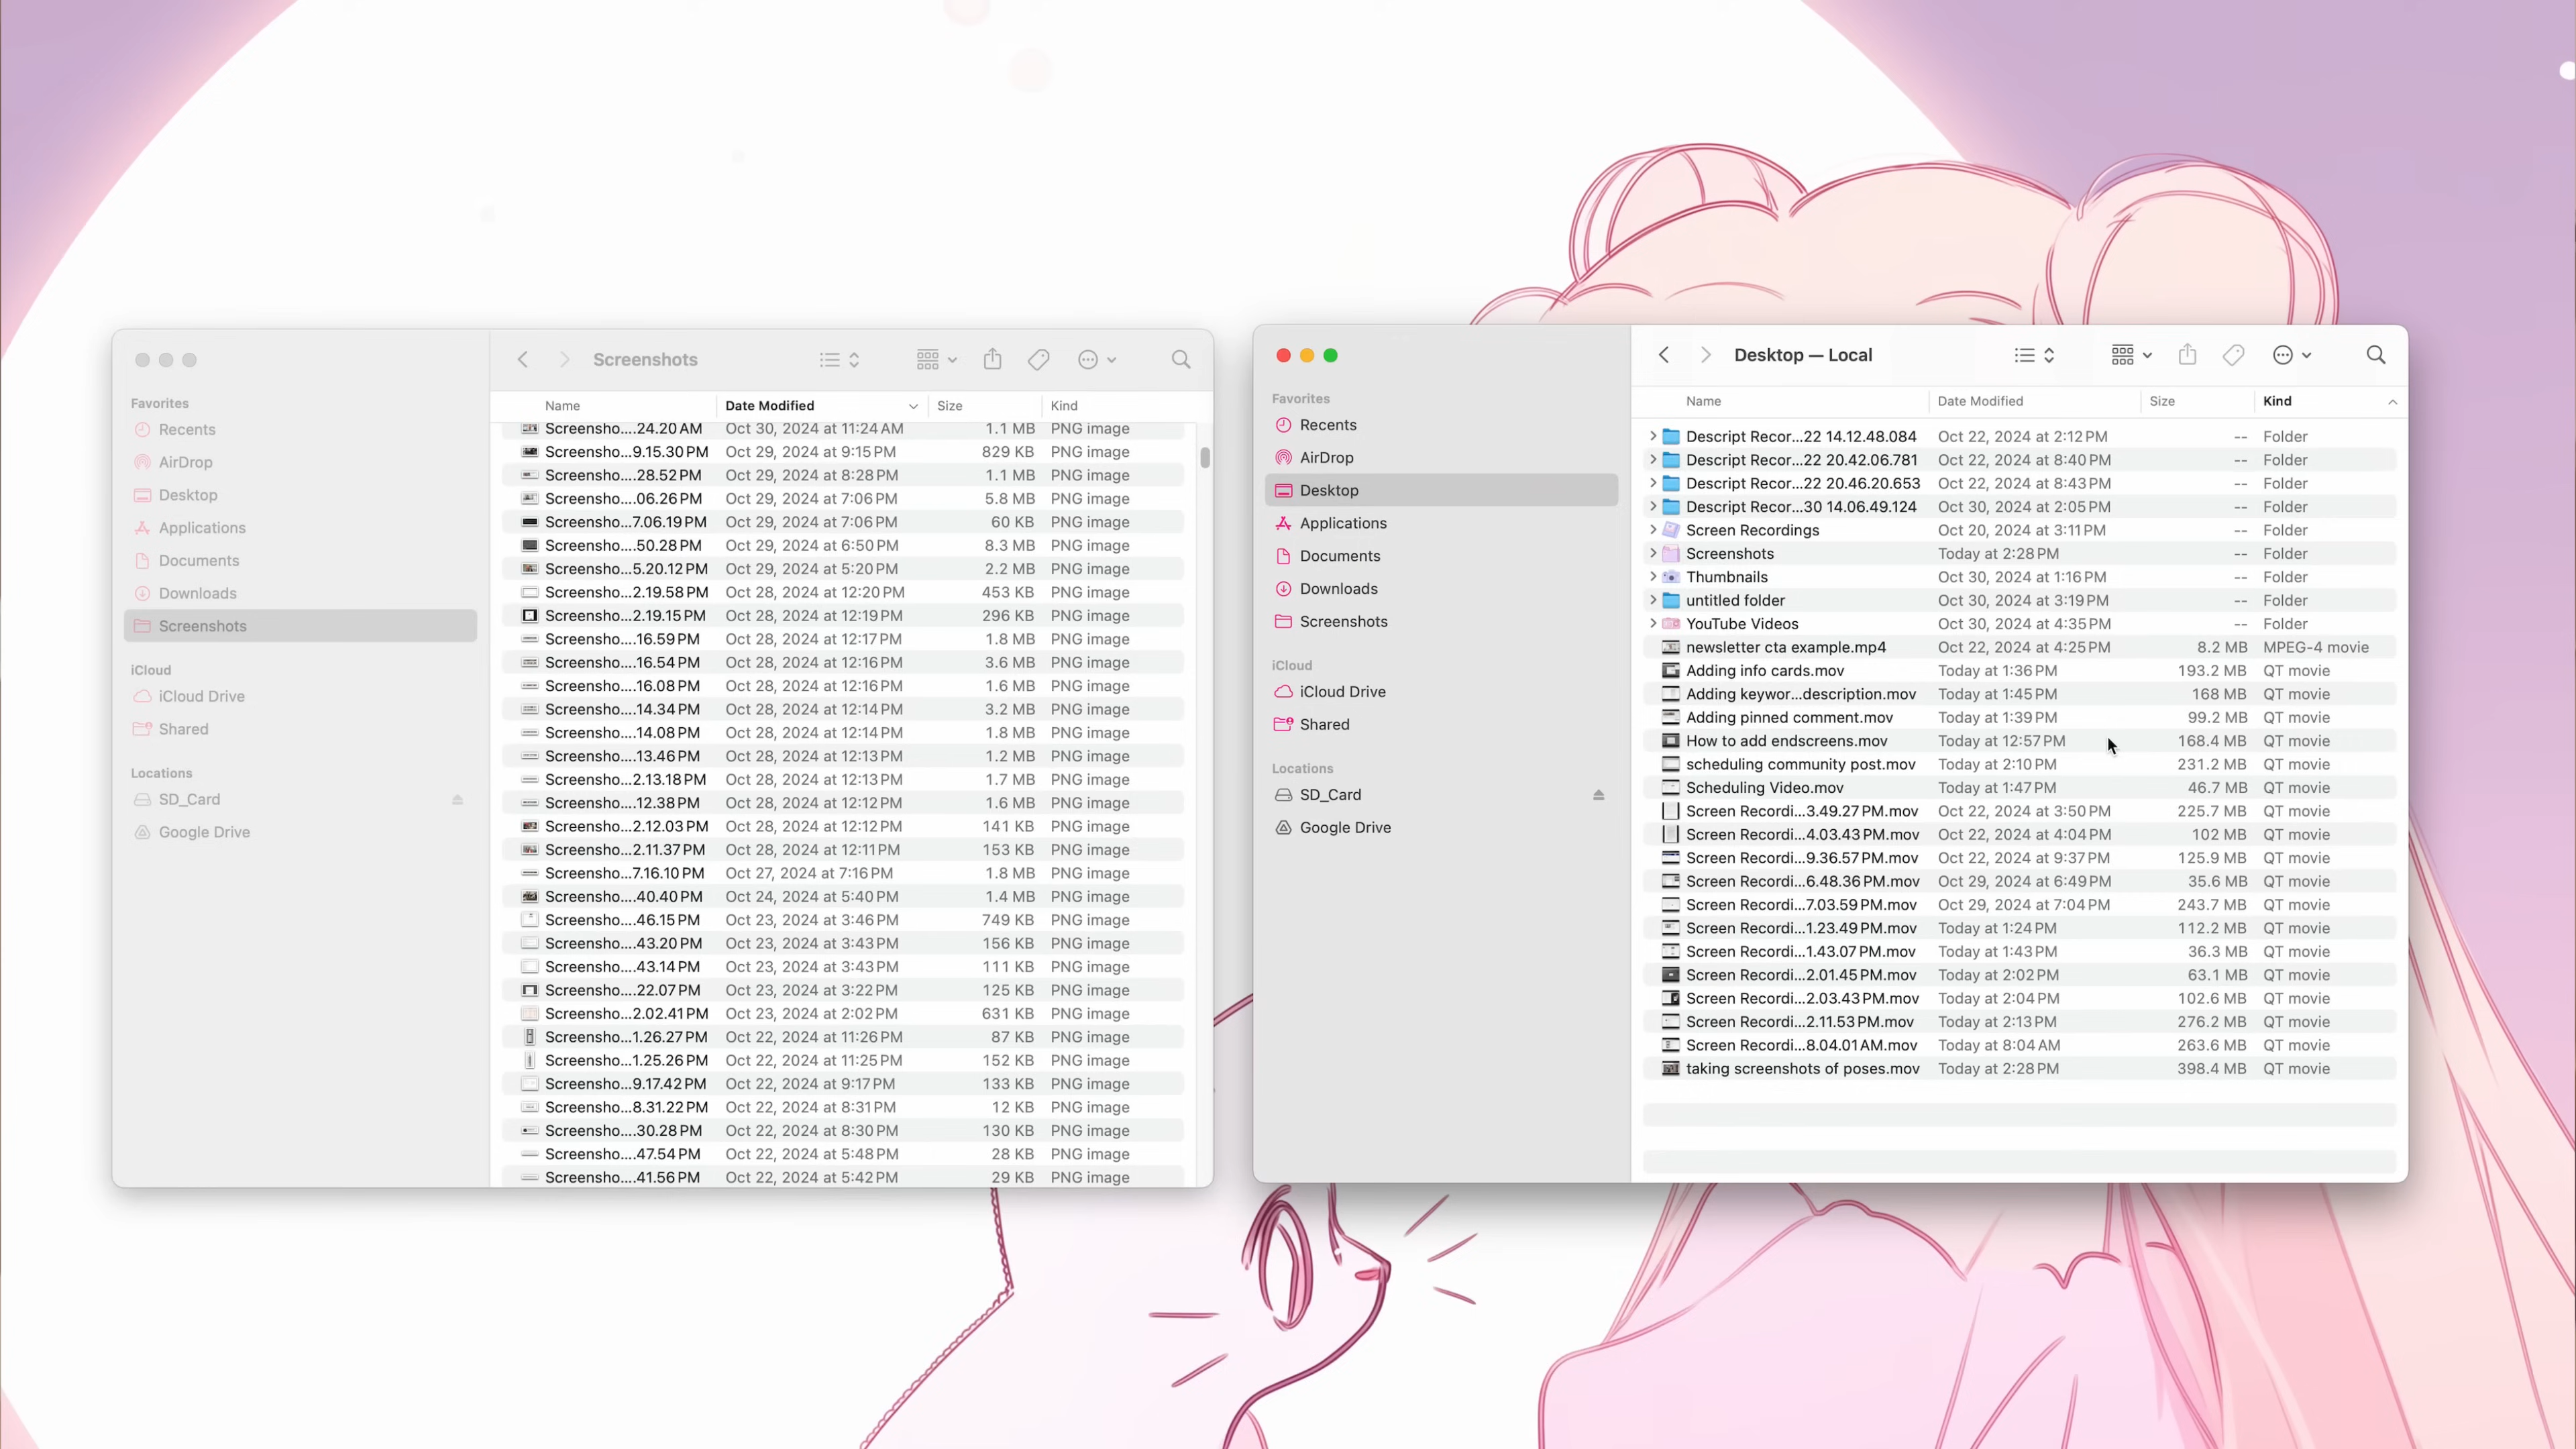 Screenshots
Favorites
Recents
AirDrop
Desktop
Applications
Documents
Downloads
Screenshots
iCloud
iCloud Drive
Shared
Locations
SD_Card
Google Drive
Name Date Modified Size Kind
Screensho....24.20 AM Oct 30, 2024 at 11:24 AM 1.1 MB PNG image
Screensho...9.15.30 PM Oct 29, 2024 at 9:15 PM 829 KB PNG image
Screensho....28.52 PM Oct 29, 2024 at 8:28 PM 1.1 MB PNG image
Screensho....06.26 PM Oct 29, 2024 at 7:06 PM 5.8 MB PNG image
Screensho...7.06.19 PM Oct 29, 2024 at 7:06 PM 60 KB PNG image
Screensho....50.28 PM Oct 29, 2024 at 6:50 PM 8.3 MB PNG image
Screensho...5.20.12 PM Oct 29, 2024 at 5:20 PM 2.2 MB PNG image
Screensho...2.19.58 PM Oct 28, 2024 at 12:20 PM 453 KB PNG image
Screensho...2.19.15 PM Oct 28, 2024 at 12:19 PM 296 KB PNG image
Screensho....16.59 PM Oct 28, 2024 at 12:17 PM 1.8 MB PNG image
Screensho....16.54 PM Oct 28, 2024 at 12:16 PM 3.6 MB PNG image
Screensho....16.08 PM Oct 28, 2024 at 12:16 PM 1.6 MB PNG image
Screensho....14.34 PM Oct 28, 2024 at 12:14 PM 3.2 MB PNG image
Screensho....14.08 PM Oct 28, 2024 at 12:14 PM 1.8 MB PNG image
Screensho....13.46 PM Oct 28, 2024 at 12:13 PM 1.2 MB PNG image
Screensho...2.13.18 PM Oct 28, 2024 at 12:13 PM 1.7 MB PNG image
Screensho....12.38 PM Oct 28, 2024 at 12:12 PM 1.6 MB PNG image
Screensho...2.12.03 PM Oct 28, 2024 at 12:12 PM 141 KB PNG image
Screensho...2.11.37 PM Oct 28, 2024 at 12:11 PM 153 KB PNG image
Screensho...7.16.10 PM Oct 27, 2024 at 7:16 PM 1.8 MB PNG image
Screensho....40.40 PM Oct 24, 2024 at 5:40 PM 1.4 MB PNG image
Screensho....46.15 PM Oct 23, 2024 at 3:46 PM 749 KB PNG image
Screensho....43.20 PM Oct 23, 2024 at 3:43 PM 156 KB PNG image
Screensho....43.14 PM Oct 23, 2024 at 3:43 PM 111 KB PNG image
Screensho....22.07 PM Oct 23, 2024 at 3:22 PM 125 KB PNG image
Screensho...2.02.41 PM Oct 23, 2024 at 2:02 PM 631 KB PNG image
Screensho...1.26.27 PM Oct 22, 2024 at 11:26 PM 87 KB PNG image
Screensho...1.25.26 PM Oct 22, 2024 at 11:25 PM 152 KB PNG image
Screensho...9.17.42 PM Oct 22, 2024 at 9:17 PM 133 KB PNG image
Screensho...8.31.22 PM Oct 22, 2024 at 8:31 PM 12 KB PNG image
Screensho....30.28 PM Oct 22, 2024 at 8:30 PM 130 KB PNG image
Screensho....47.54 PM Oct 22, 2024 at 5:48 PM 28 KB PNG image
Screensho....41.56 PM Oct 22, 2024 at 5:42 PM 29 KB PNG image
Desktop — Local
Favorites
Recents
AirDrop
Desktop
Applications
Documents
Downloads
Screenshots
iCloud
iCloud Drive
Shared
Locations
SD_Card
Google Drive
Name Date Modified Size Kind
Descript Recor...22 14.12.48.084 Oct 22, 2024 at 2:12 PM -- Folder
Descript Recor...22 20.42.06.781 Oct 22, 2024 at 8:40 PM -- Folder
Descript Recor...22 20.46.20.653 Oct 22, 2024 at 8:43 PM -- Folder
Descript Recor...30 14.06.49.124 Oct 30, 2024 at 2:05 PM -- Folder
Screen Recordings Oct 20, 2024 at 3:11 PM -- Folder
Screenshots Today at 2:28 PM -- Folder
Thumbnails Oct 30, 2024 at 1:16 PM -- Folder
untitled folder Oct 30, 2024 at 3:19 PM -- Folder
YouTube Videos Oct 30, 2024 at 4:35 PM -- Folder
newsletter cta example.mp4 Oct 22, 2024 at 4:25 PM 8.2 MB MPEG-4 movie
Adding info cards.mov Today at 1:36 PM 193.2 MB QT movie
Adding keywor...description.mov Today at 1:45 PM 168 MB QT movie
Adding pinned comment.mov Today at 1:39 PM 99.2 MB QT movie
How to add endscreens.mov Today at 12:57 PM 168.4 MB QT movie
scheduling community post.mov Today at 2:10 PM 231.2 MB QT movie
Scheduling Video.mov Today at 1:47 PM 46.7 MB QT movie
Screen Recordi...3.49.27 PM.mov Oct 22, 2024 at 3:50 PM 225.7 MB QT movie
Screen Recordi...4.03.43 PM.mov Oct 22, 2024 at 4:04 PM 102 MB QT movie
Screen Recordi...9.36.57 PM.mov Oct 22, 2024 at 9:37 PM 125.9 MB QT movie
Screen Recordi...6.48.36 PM.mov Oct 29, 2024 at 6:49 PM 35.6 MB QT movie
Screen Recordi...7.03.59 PM.mov Oct 29, 2024 at 7:04 PM 243.7 MB QT movie
Screen Recordi...1.23.49 PM.mov Today at 1:24 PM 112.2 MB QT movie
Screen Recordi...1.43.07 PM.mov Today at 1:43 PM 36.3 MB QT movie
Screen Recordi...2.01.45 PM.mov Today at 2:02 PM 63.1 MB QT movie
Screen Recordi...2.03.43 PM.mov Today at 2:04 PM 102.6 MB QT movie
Screen Recordi...2.11.53 PM.mov Today at 2:13 PM 276.2 MB QT movie
Screen Recordi...8.04.01 AM.mov Today at 8:04 AM 263.6 MB QT movie
taking screenshots of poses.mov Today at 2:28 PM 398.4 MB QT movie